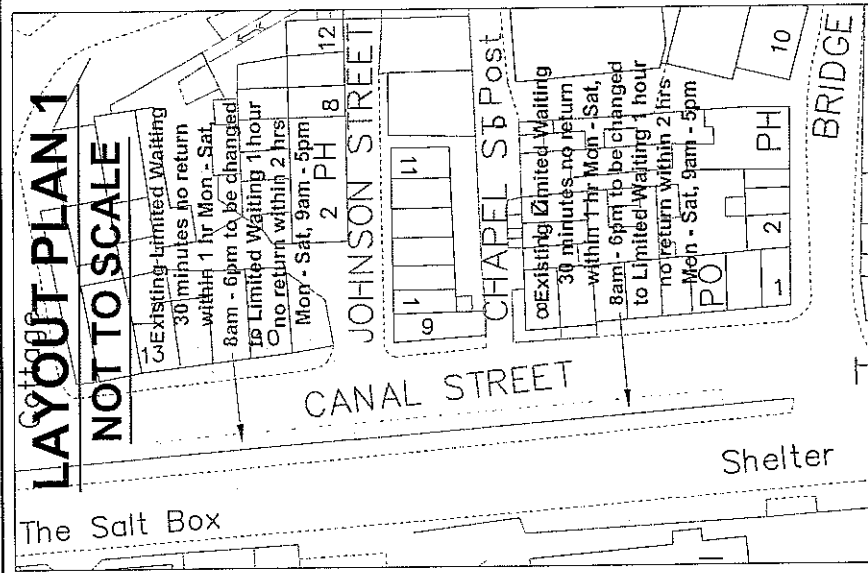 Cottage
LAYOUT PLAN 1
NOT TO SCALE
13
Existing Limited Waiting
30 minutes no return
within 1 hr Mon - Sat,
8am - 6pm to be changed
to Limited Waiting 1 hour
no return within 2 hrs
Mon - Sat, 9am - 5pm
2 PH
8
12
JOHNSON STREET
11
1
9
CHAPEL ST
Post
8
Existing Limited Waiting
30 minutes no return
within 1 hr Mon - Sat,
8am - 6pm to be changed
to Limited Waiting 1 hour
no return within 2 hrs
Mon - Sat, 9am - 5pm
PO
1
2
PH
10
BRIDGE
CANAL STREET
The Salt Box
Shelter